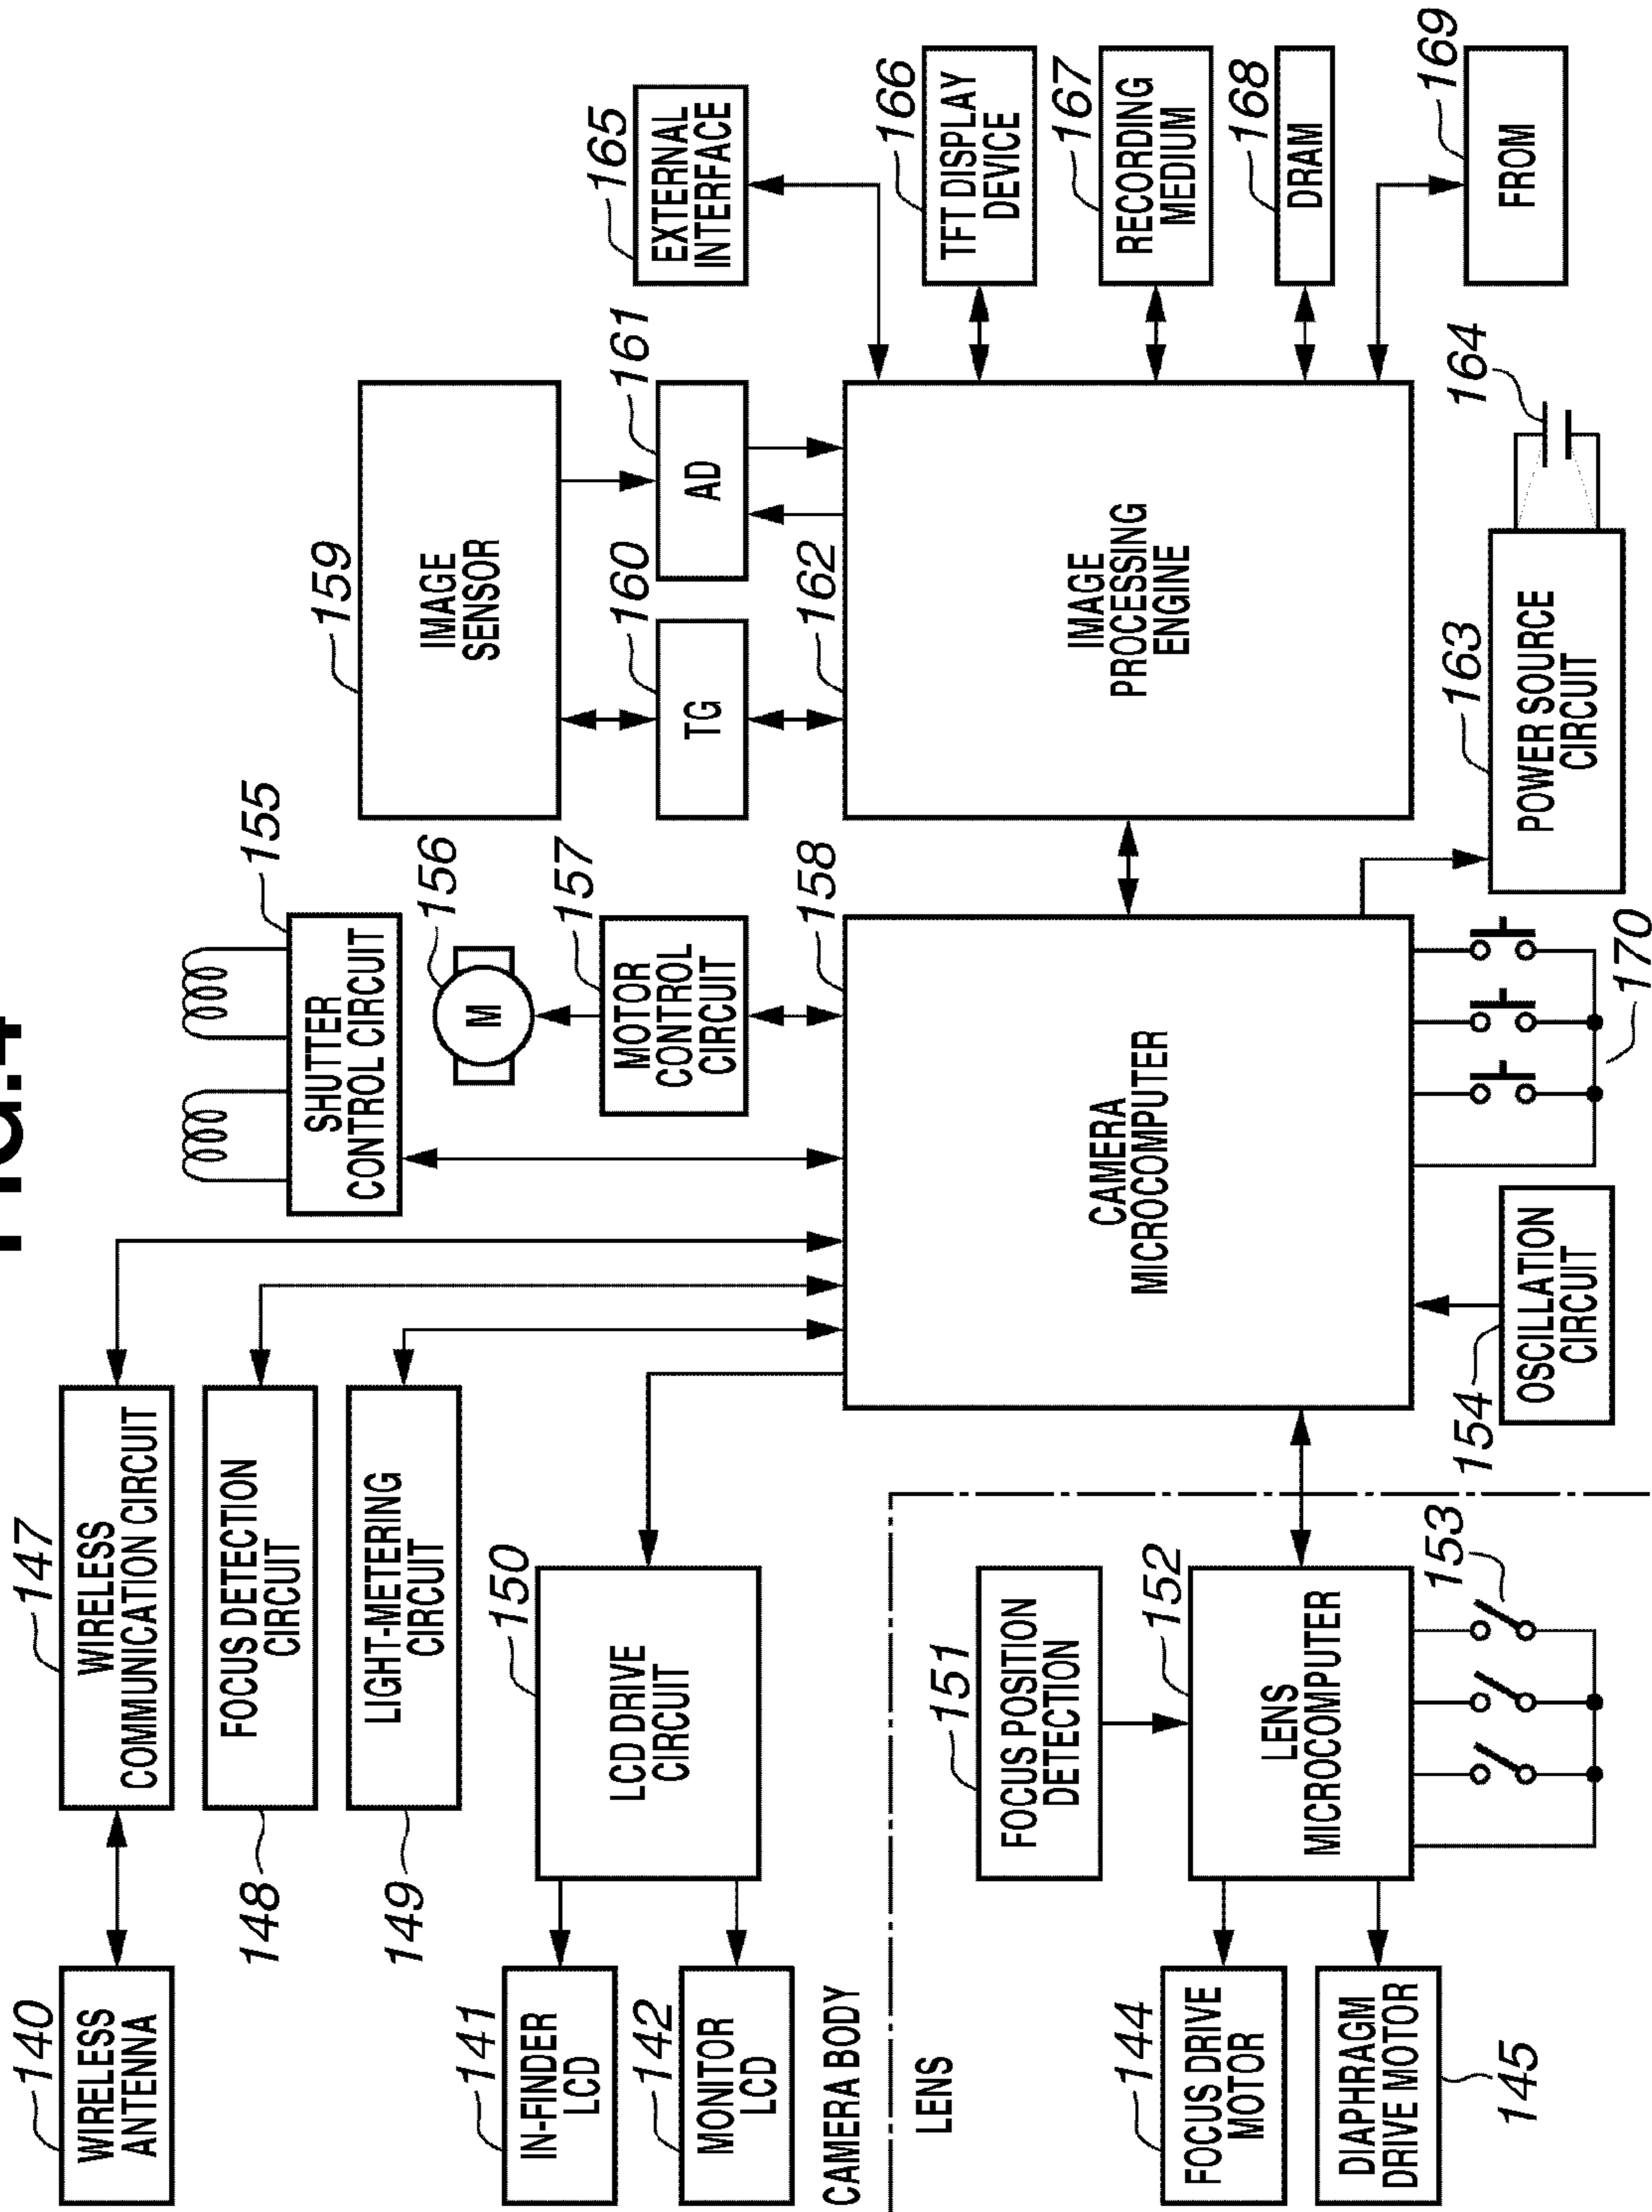 FIG.4
140
WIRELESS
ANTENNA
147
WIRELESS
COMMUNICATION CIRCUIT
148
FOCUS DETECTION
CIRCUIT
149
LIGHT-METERING
CIRCUIT
155
SHUTTER
CONTROL CIRCUIT
156
M
157
MOTOR
CONTROL
CIRCUIT
159
IMAGE
SENSOR
160
TG
161
AD
165
EXTERNAL
INTERFACE
141
IN-FINDER
LCD
142
MONITOR
LCD
150
LCD DRIVE
CIRCUIT
158
CAMERA
MICROCOMPUTER
162
IMAGE
PROCESSING
ENGINE
166
TFT DISPLAY
DEVICE
167
RECORDING
MEDIUM
168
DRAM
169
FROM
CAMERA BODY
LENS
151
FOCUS POSITION
DETECTION
144
FOCUS DRIVE
MOTOR
145
DIAPHRAGM
DRIVE MOTOR
152
LENS
MICROCOMPUTER
153
154
OSCILLATION
CIRCUIT
170
163
POWER SOURCE
CIRCUIT
164